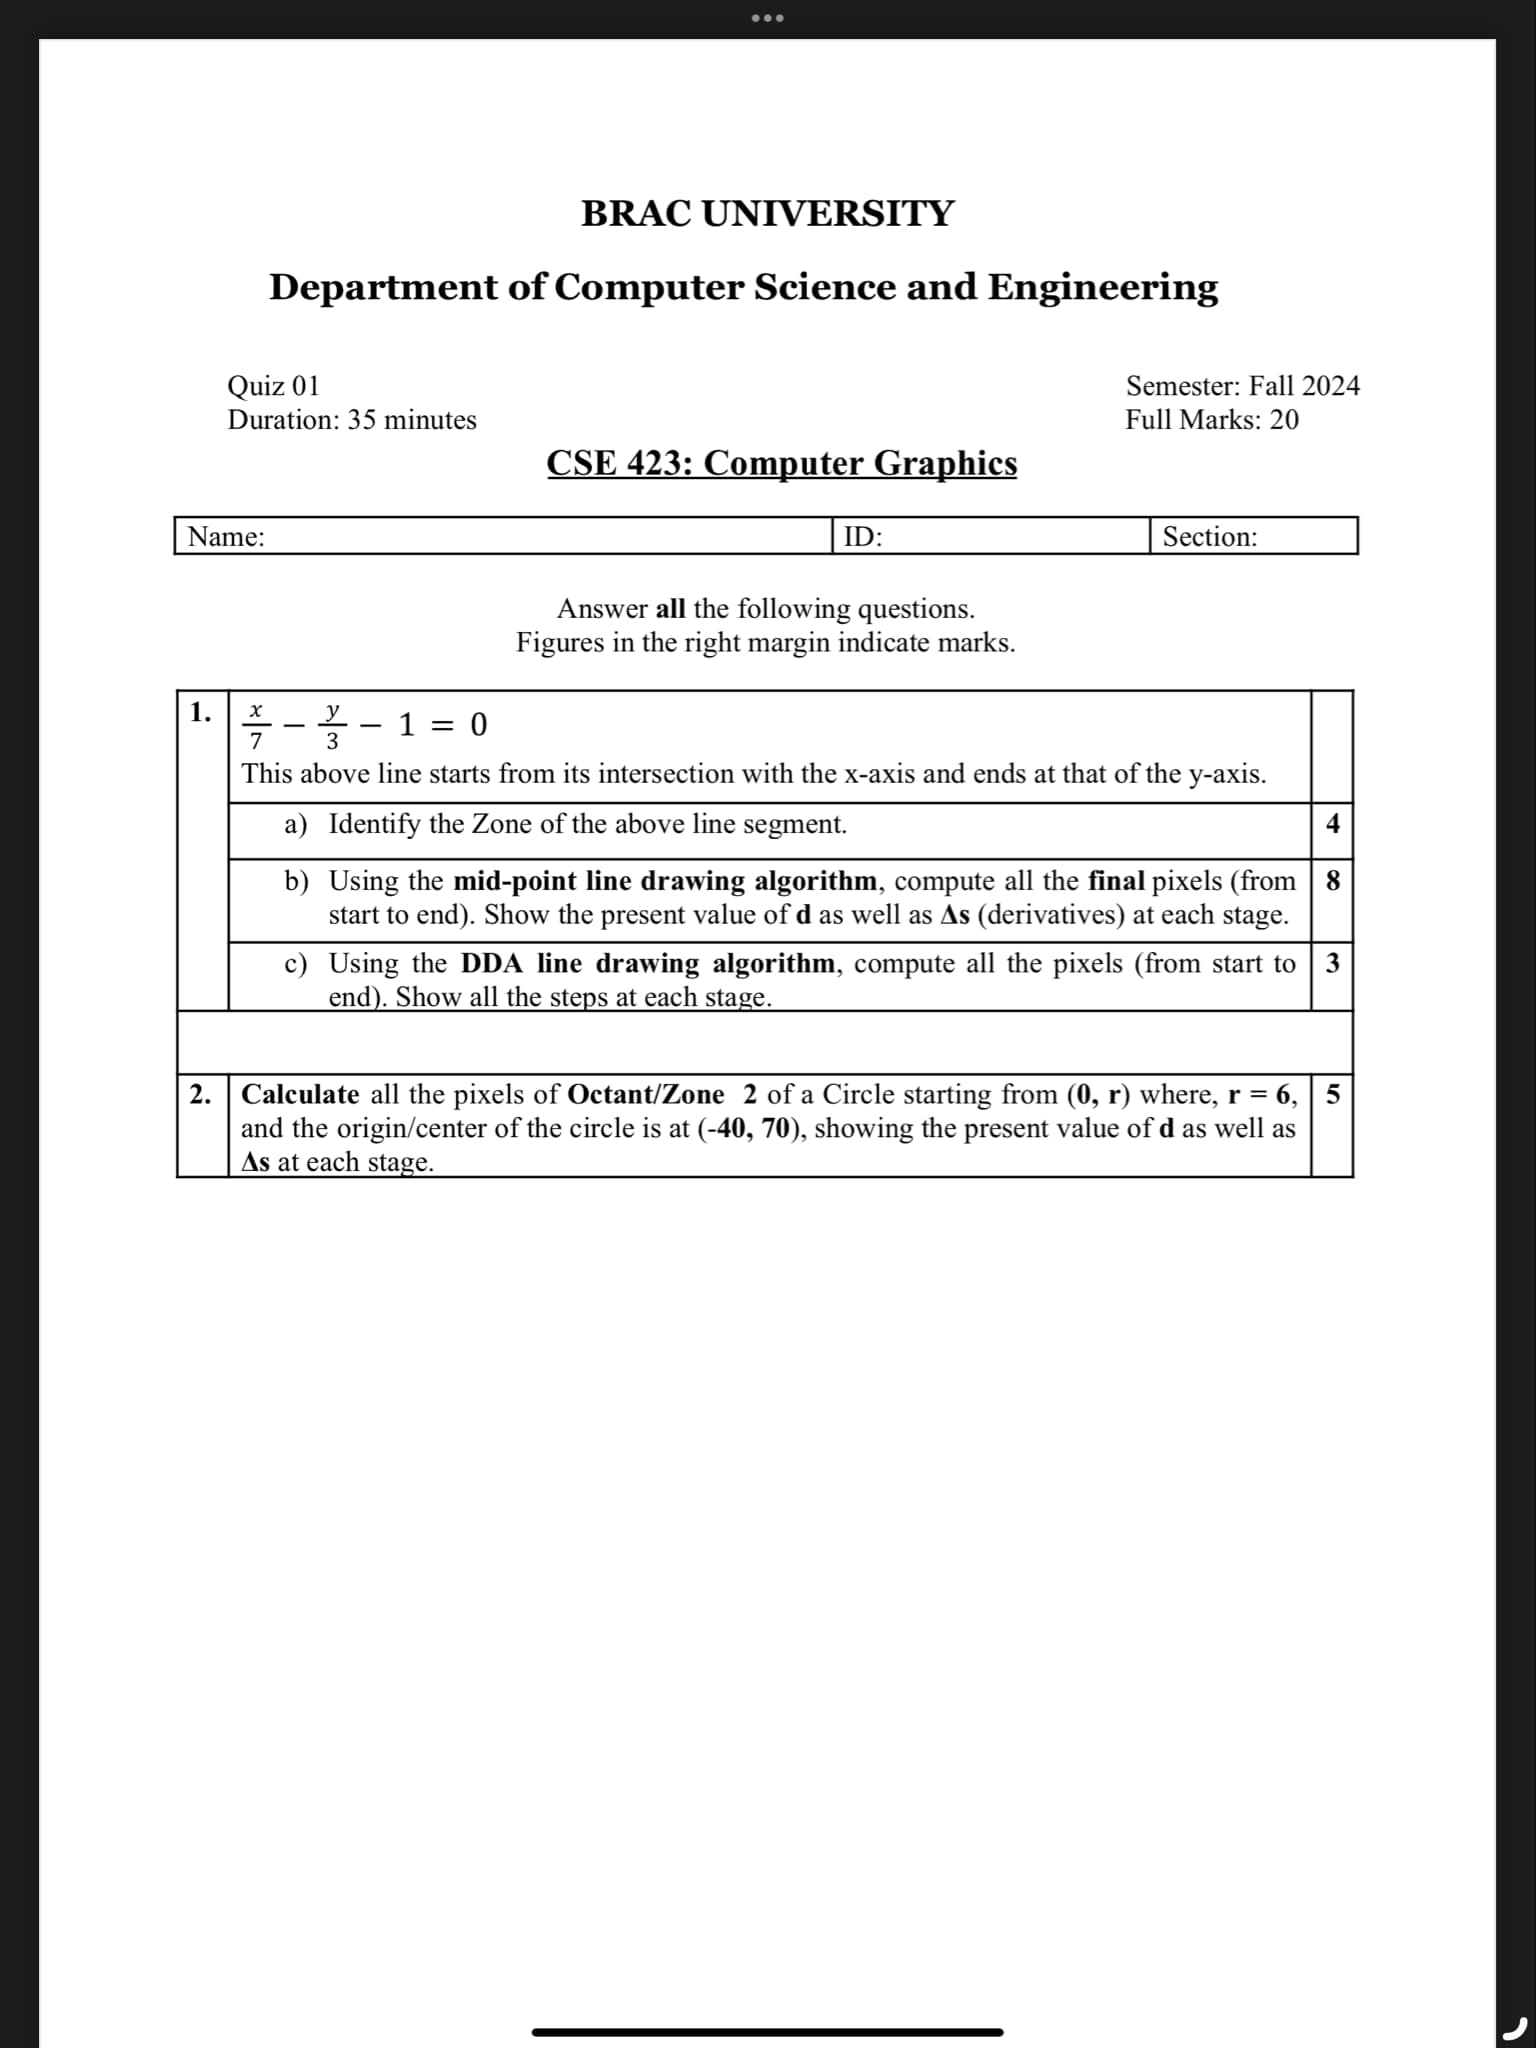 BRAC UNIVERSITY
Department of Computer Science and Engineering
Quiz 01
Semester: Fall 2024
Duration: 35 minutes
Full Marks: 20
CSE 423: Computer Graphics
Name:
ID:
Section:
Answer all the following questions.
Figures in the right margin indicate marks.
1.
x/7 − y/3 − 1 = 0
This above line starts from its intersection with the x-axis and ends at that of the y-axis.
a) Identify the Zone of the above line segment.
4
b) Using the mid-point line drawing algorithm, compute all the final pixels (from
8
start to end). Show the present value of d as well as Δs (derivatives) at each stage.
c) Using the DDA line drawing algorithm, compute all the pixels (from start to
3
end). Show all the steps at each stage.
2.
Calculate all the pixels of Octant/Zone 2 of a Circle starting from (0, r) where, r = 6,
5
and the origin/center of the circle is at (-40, 70), showing the present value of d as well as
Δs at each stage.